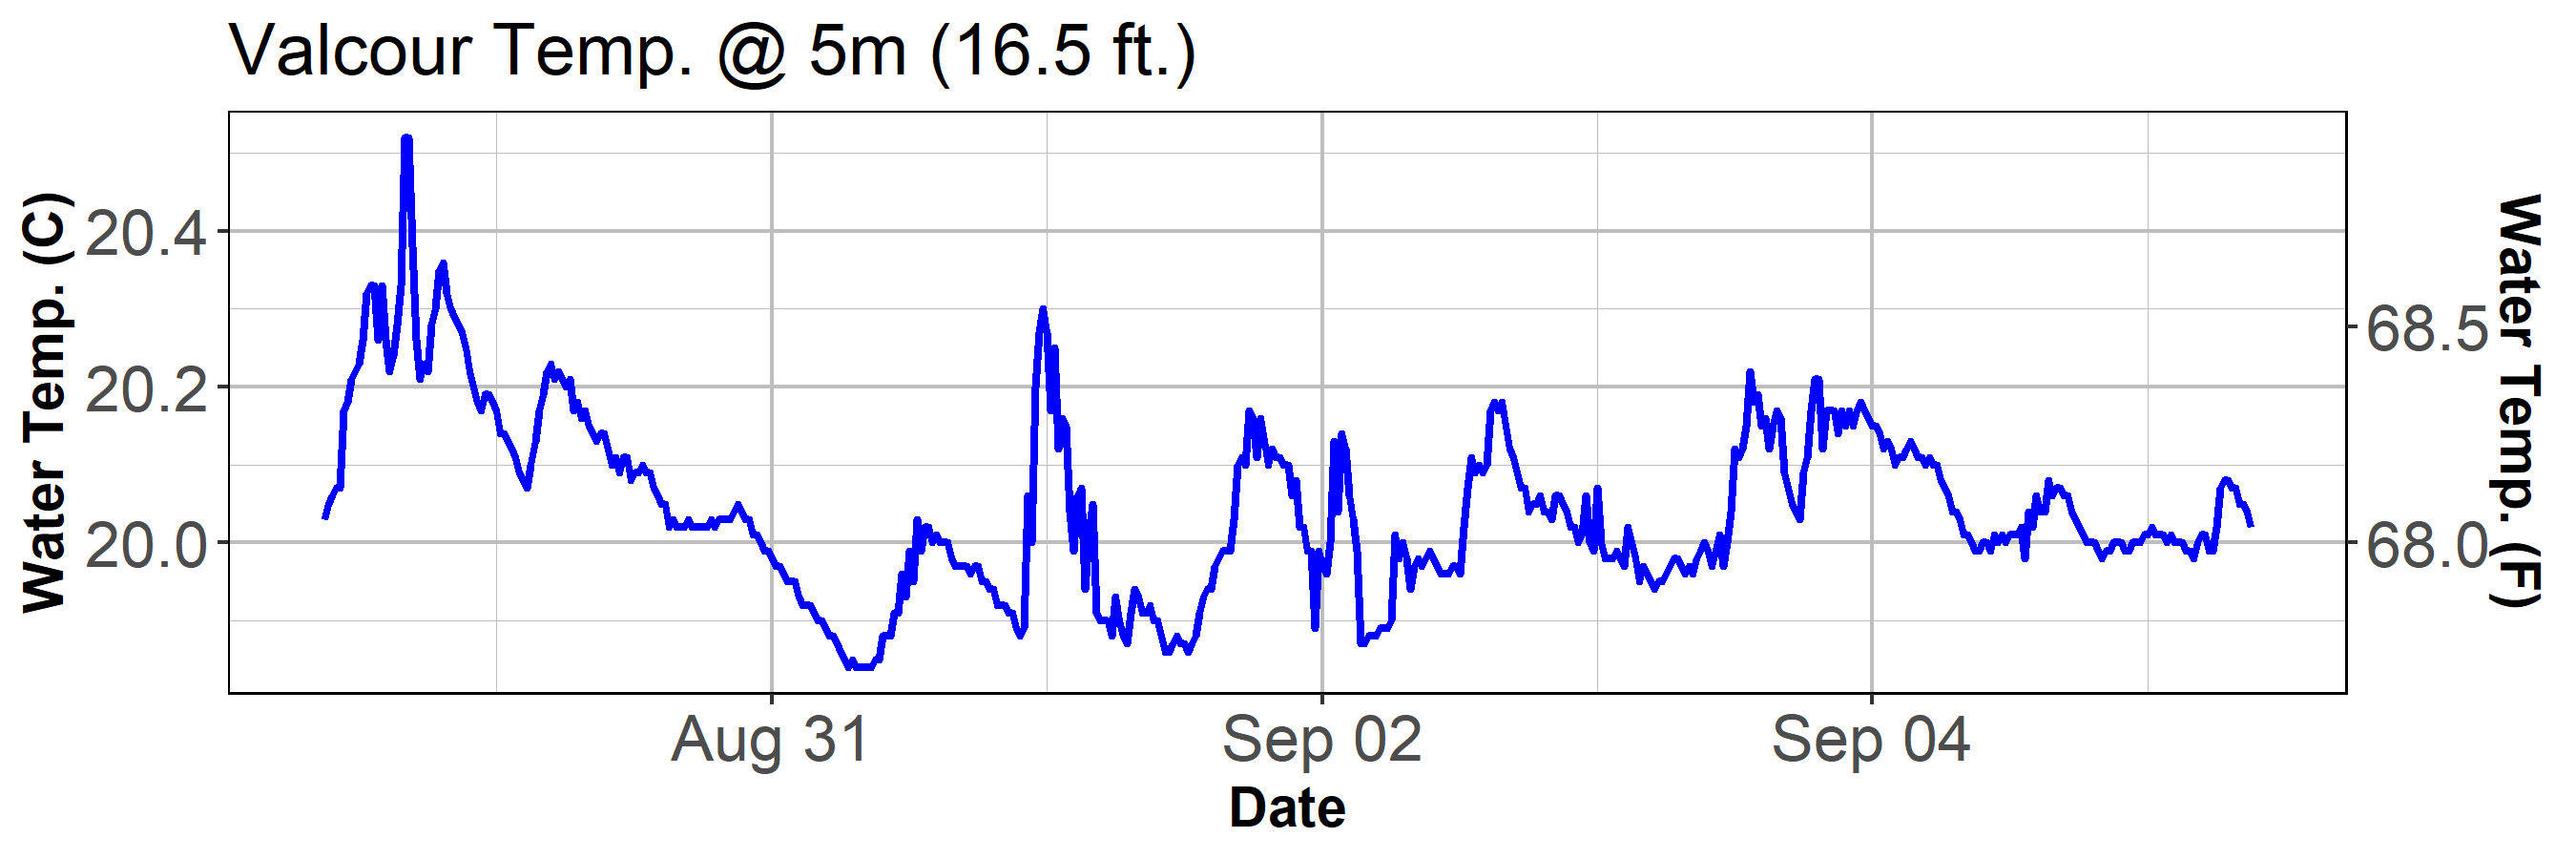 Valcour Temp. @ 5m (16.5 ft.)
Water Temp. (C)
20.4
20.2
20.0
68.5
68.0
Water Temp. (F)
Aug 31
Sep 02
Sep 04
Date